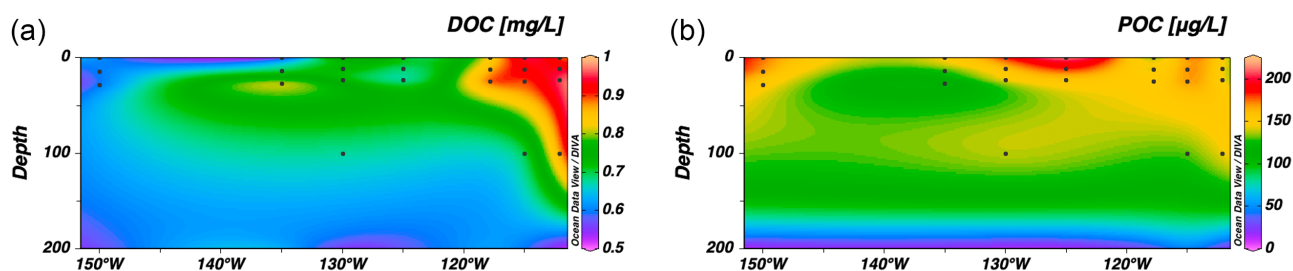 (a)
DOC [mg/L]
0
100
200
Depth
150°W 140°W 130°W 120°W
1
0.9
0.8
0.7
0.6
0.5
Ocean Data View / DIVA
(b)
POC [µg/L]
0
100
200
Depth
150°W 140°W 130°W 120°W
200
150
100
50
0
Ocean Data View / DIVA